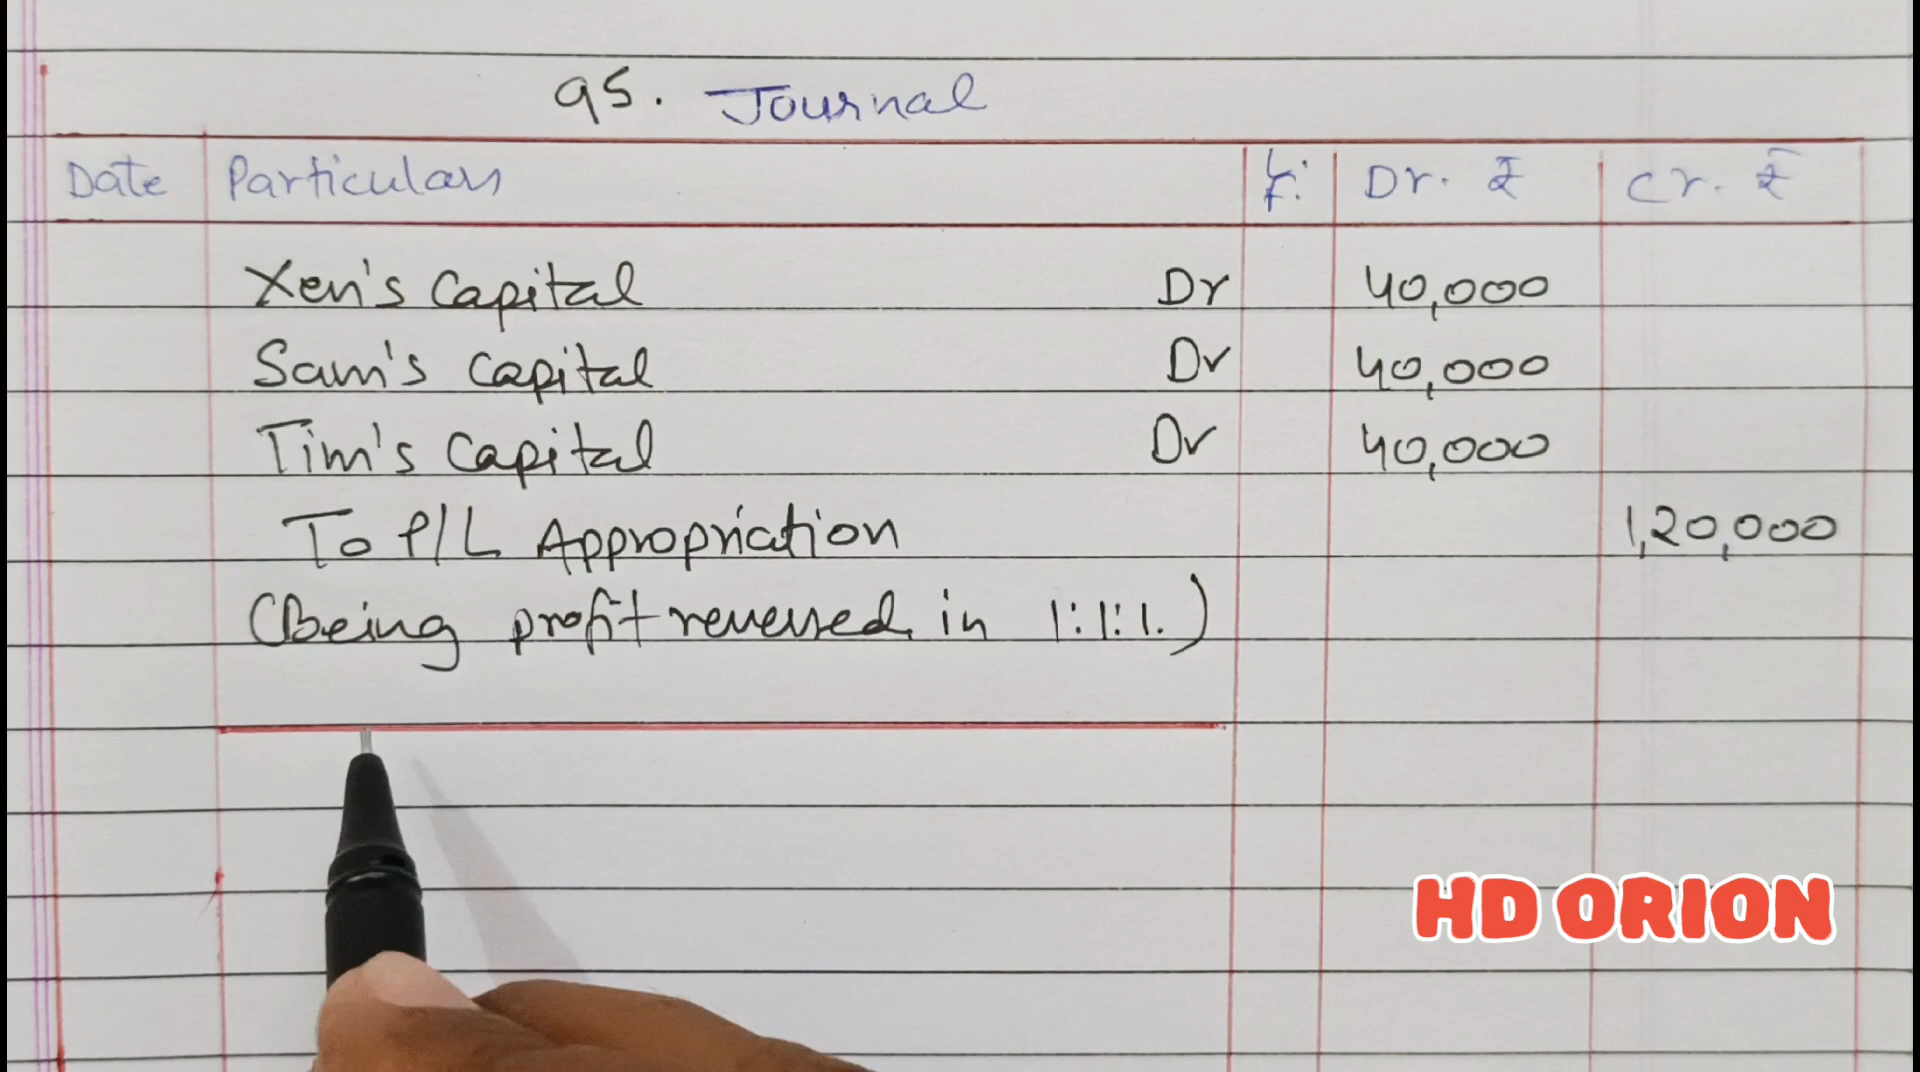 95. Journal
Date Particulars L.F. Dr. ₹ Cr. ₹
Xen's Capital Dr 40,000
Sam's Capital Dr 40,000
Tim's Capital Dr 40,000
To P/L Appropriation 1,20,000
(Being profit reversed in 1:1:1.)
HD ORION